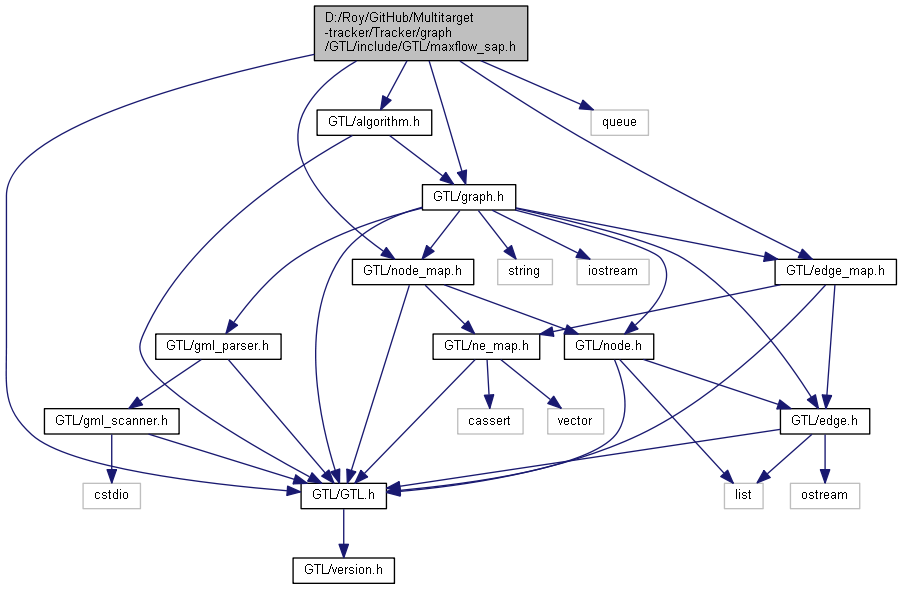 D:/Roy/GitHub/Multitarget
-tracker/Tracker/graph
/GTL/include/GTL/maxflow_sap.h
GTL/algorithm.h
queue
GTL/graph.h
GTL/node_map.h
string
iostream
GTL/edge_map.h
GTL/gml_parser.h
GTL/ne_map.h
GTL/node.h
GTL/gml_scanner.h
cassert
vector
GTL/edge.h
cstdio
GTL/GTL.h
list
ostream
GTL/version.h